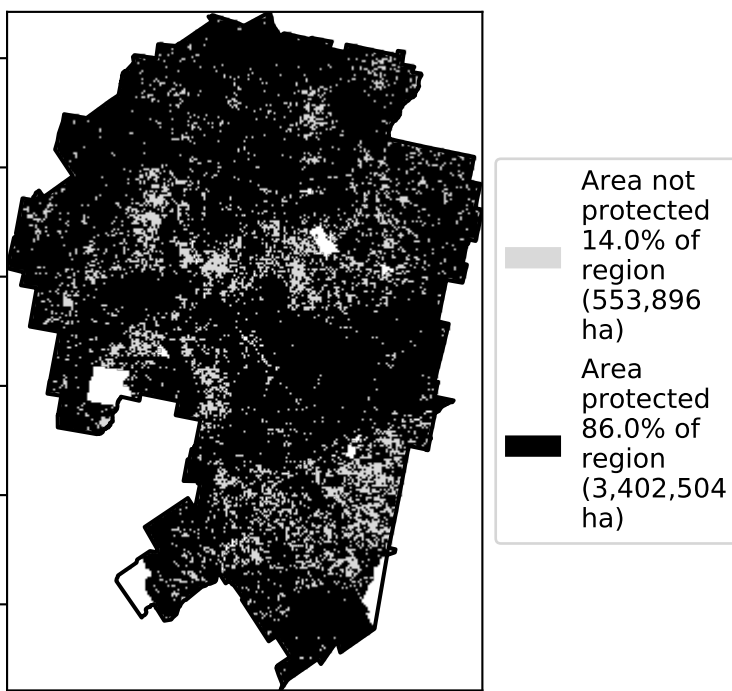 Area not
protected
14.0% of
region
(553,896
ha)
Area
protected
86.0% of
region
(3,402,504
ha)